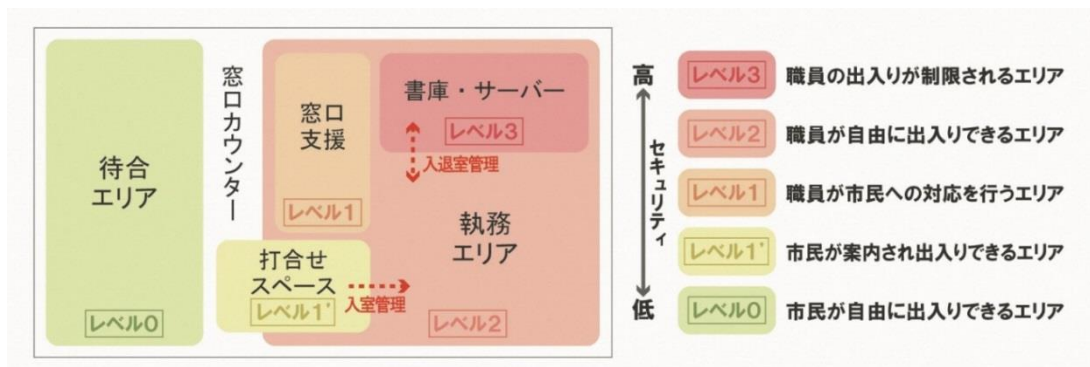 待合
エリア
レベル0
窓口カウンター
窓口
支援
レベル1
書庫・サーバー
レベル3
入退室管理
執務
エリア
レベル2
打合せ
スペース
レベル1'
入室管理
高
セキュリティ
低
レベル3 職員の出入りが制限されるエリア
レベル2 職員が自由に出入りできるエリア
レベル1 職員が市民への対応を行うエリア
レベル1' 市民が案内され出入りできるエリア
レベル0 市民が自由に出入りできるエリア